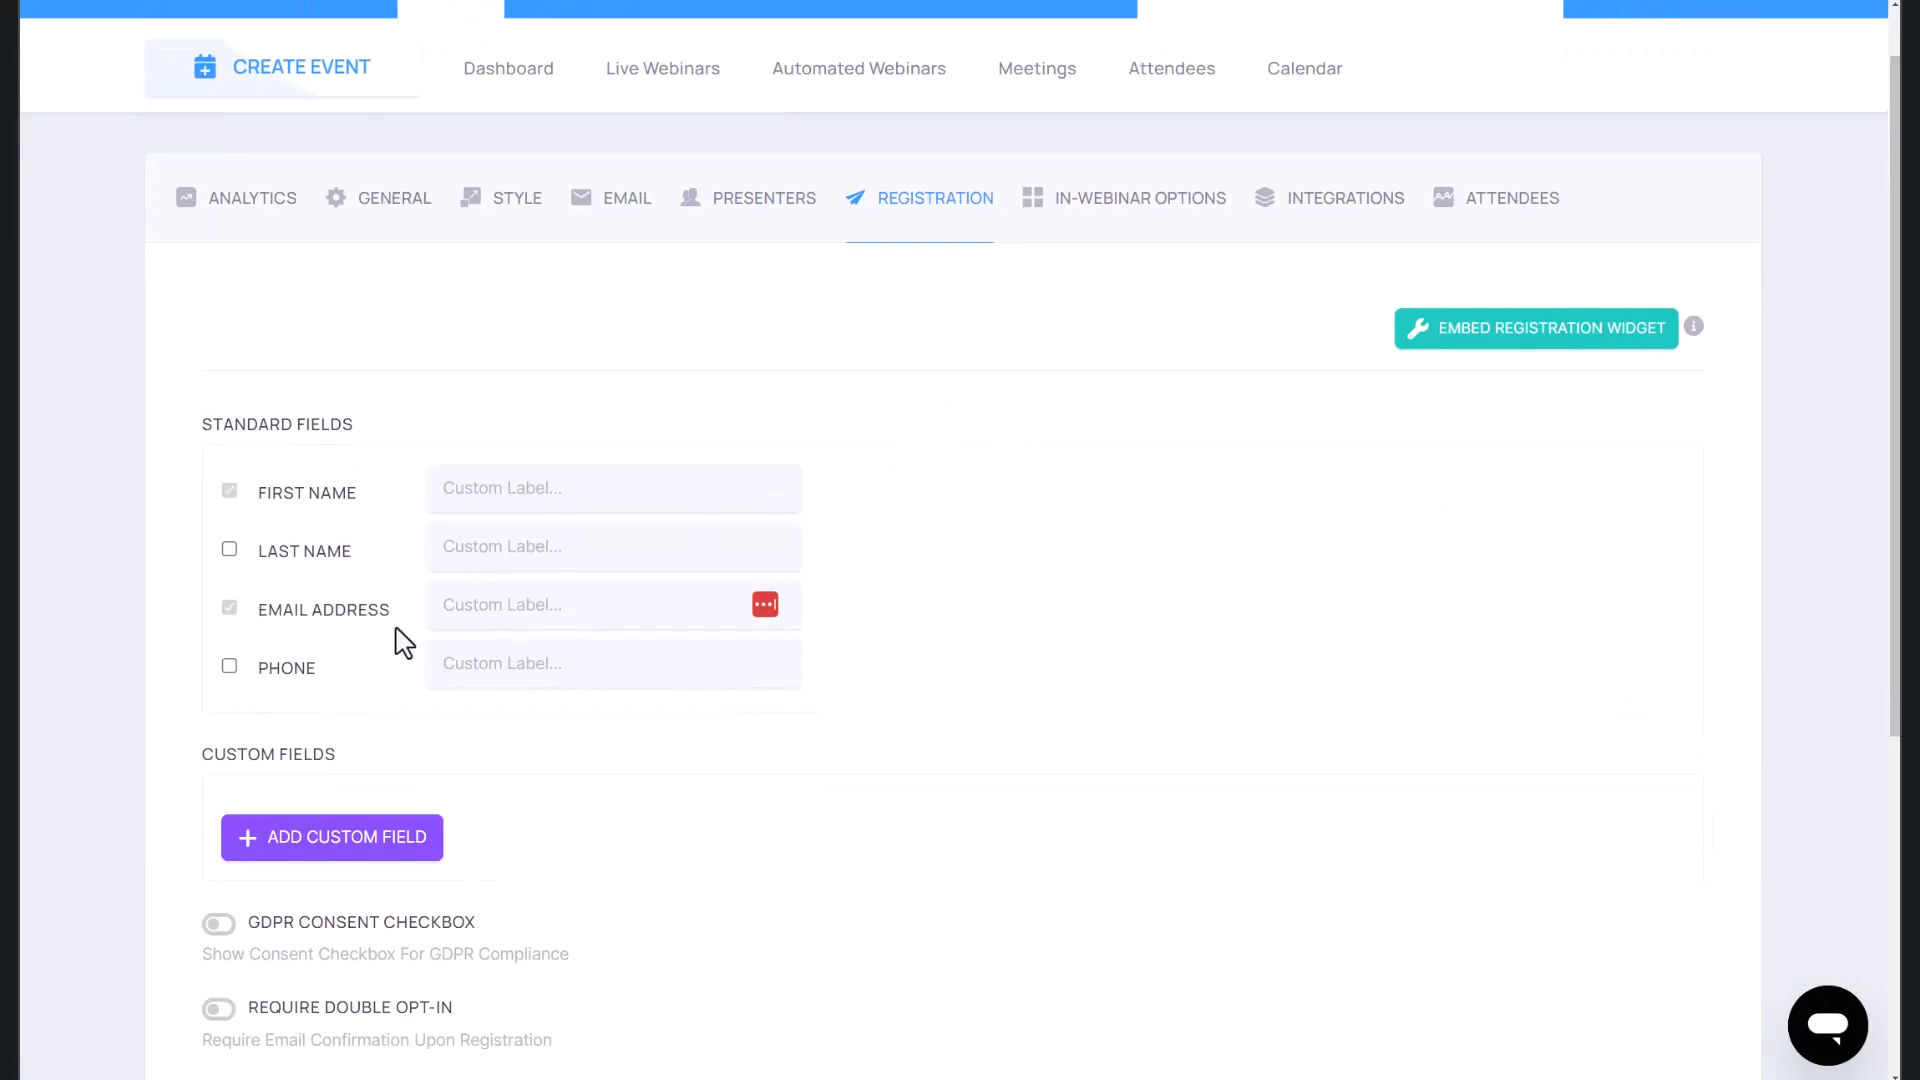 CREATE EVENT
Dashboard
Live Webinars
Automated Webinars
Meetings
Attendees
Calendar
ANALYTICS
GENERAL
STYLE
EMAIL
PRESENTERS
REGISTRATION
IN-WEBINAR OPTIONS
INTEGRATIONS
ATTENDEES
EMBED REGISTRATION WIDGET
STANDARD FIELDS
FIRST NAME
Custom Label...
LAST NAME
Custom Label...
EMAIL ADDRESS
Custom Label...
PHONE
Custom Label...
CUSTOM FIELDS
ADD CUSTOM FIELD
GDPR CONSENT CHECKBOX
Show Consent Checkbox For GDPR Compliance
REQUIRE DOUBLE OPT-IN
Require Email Confirmation Upon Registration